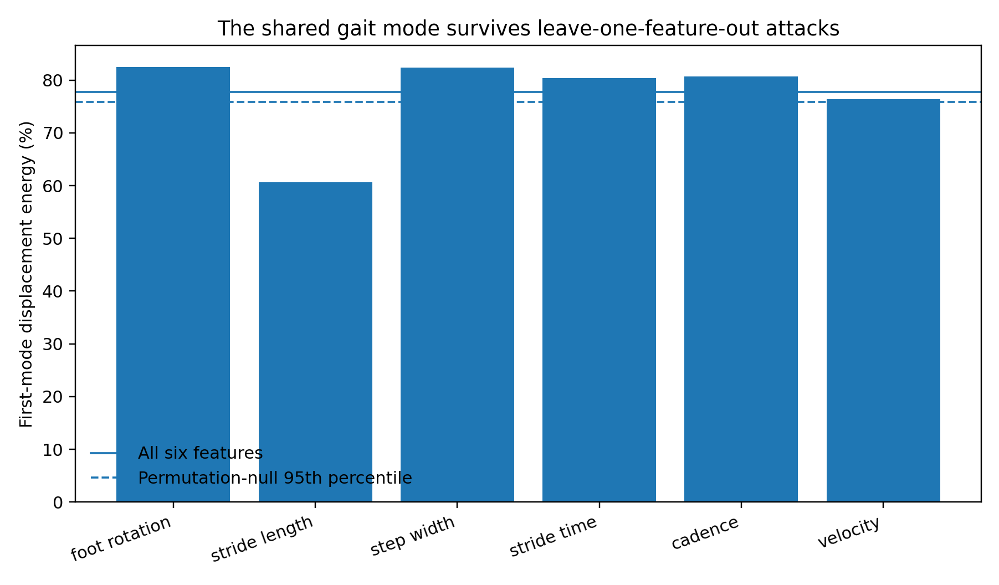 The shared gait mode survives leave-one-feature-out attacks
First-mode displacement energy (%)
80
70
60
50
40
30
20
10
0
All six features
Permutation-null 95th percentile
foot rotation
stride length
step width
stride time
cadence
velocity